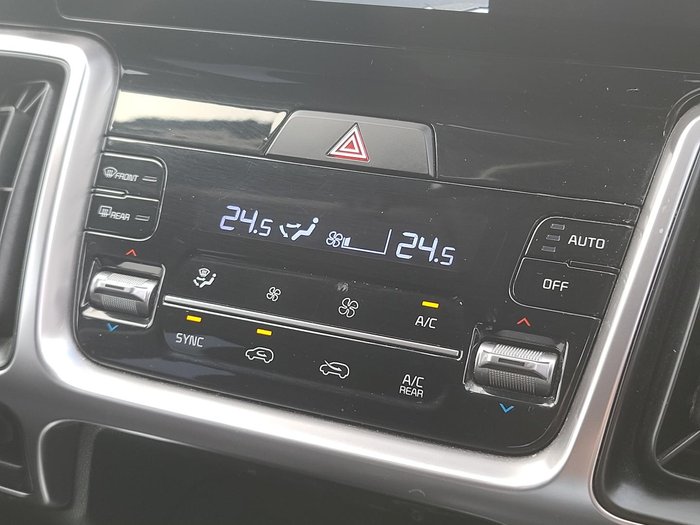 FRONT
REAR
24.5 24.5
AUTO
OFF
A/C
SYNC
A/C
REAR